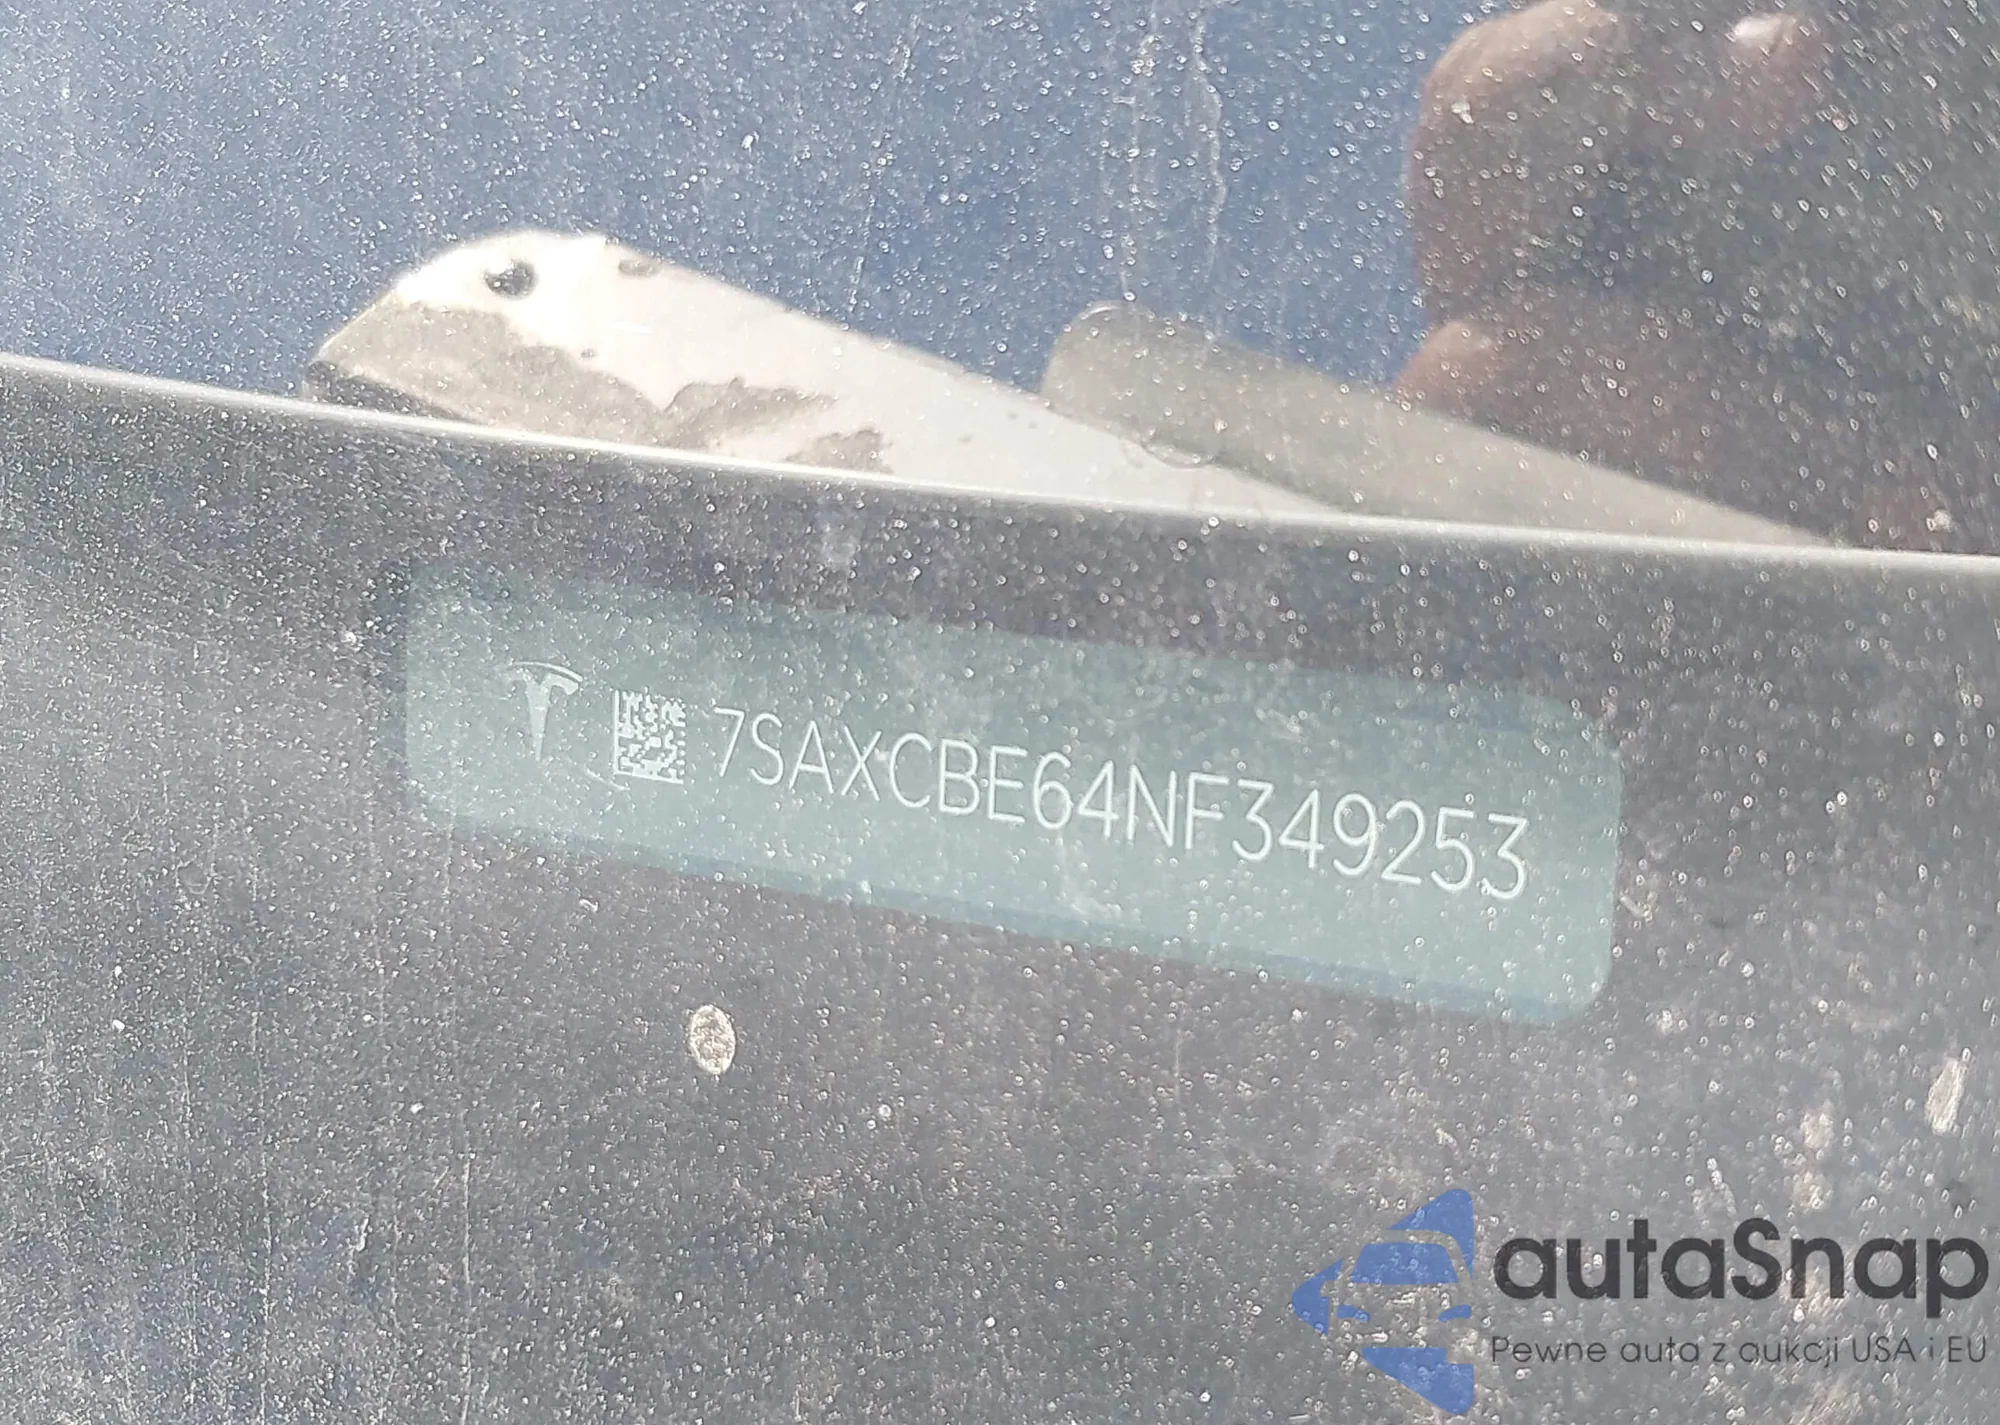 7SAXCBE64NF349253
autaSnap
Pewne auta z aukcji USA i EU